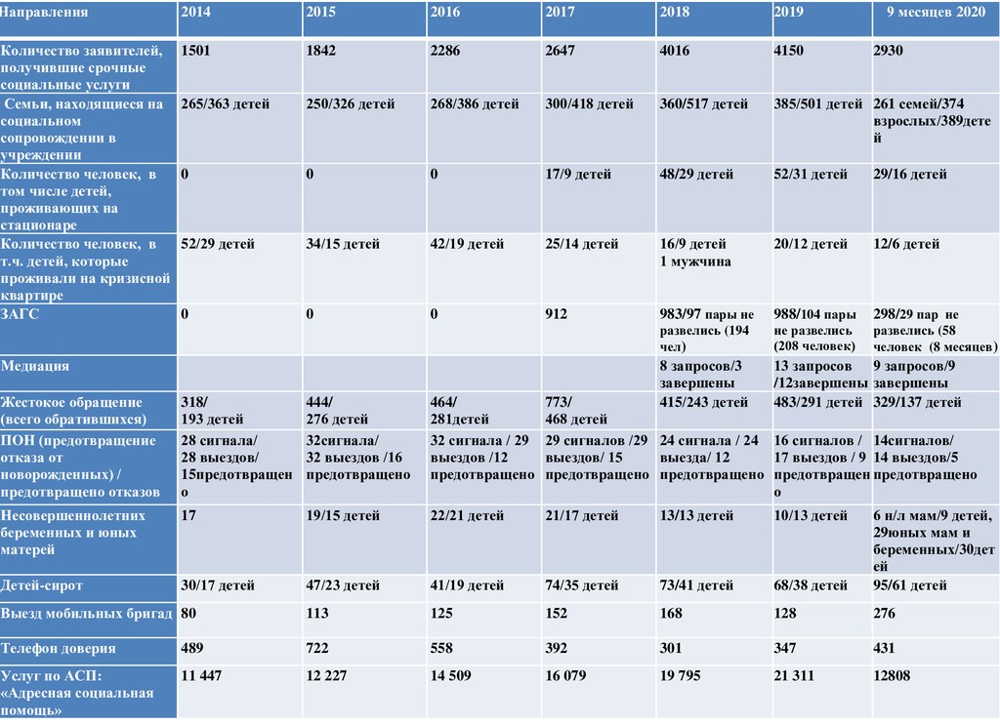 Направления 2014 2015 2016 2017 2018 2019 9 месяцев 2020
Количество заявителей, 1501 1842 2286 2647 4016 4150 2930
получившие срочные
социальные услуги
Семьи, находящиеся на 265/363 детей 250/326 детей 268/386 детей 300/418 детей 360/517 детей 385/501 детей 261 семей/374
социальном взрослых/389дете
сопровождении в й
учреждении
Количество человек, в 0 0 0 17/9 детей 48/29 детей 52/31 детей 29/16 детей
том числе детей,
проживающих на
стационаре
Количество человек, в 52/29 детей 34/15 детей 42/19 детей 25/14 детей 16/9 детей 20/12 детей 12/6 детей
т.ч. детей, которые 1 мужчина
проживали на кризисной
квартире
ЗАГС 0 0 0 912 983/97 пары не 988/104 пары 298/29 пар не
развелись (194 не развелись развелись (58
чел) (208 человек) человек (8 месяцев)
Медиация 8 запросов/3 13 запросов 9 запросов/9
завершены /12завершены завершены
Жестокое обращение 318/ 444/ 464/ 773/ 415/243 детей 483/291 детей 329/137 детей
(всего обратившихся) 193 детей 276 детей 281детей 468 детей
ПОН (предотвращение 28 сигнала/ 32сигнала/ 32 сигнала / 29 29 сигналов /29 24 сигнала / 24 16 сигналов / 14сигналов/
отказа от 28 выездов/ 32 выездов /16 выездов /12 выездов/ 15 выезда/ 12 17 выездов / 9 14 выездов/5
новорожденных) / 15предотвращен предотвращено предотвращено предотвращено предотвращено предотвращен предотвращено
предотвращено отказов о о
Несовершеннолетних 17 19/15 детей 22/21 детей 21/17 детей 13/13 детей 10/13 детей 6 н/л мам/9 детей,
беременных и юных 29юных мам и
матерей беременных/30дет
ей
Детей-сирот 30/17 детей 47/23 детей 41/19 детей 74/35 детей 73/41 детей 68/38 детей 95/61 детей
Выезд мобильных бригад 80 113 125 152 168 128 276
Телефон доверия 489 722 558 392 301 347 431
Услуг по АСП: 11 447 12 227 14 509 16 079 19 795 21 311 12808
«Адресная социальная
помощь»